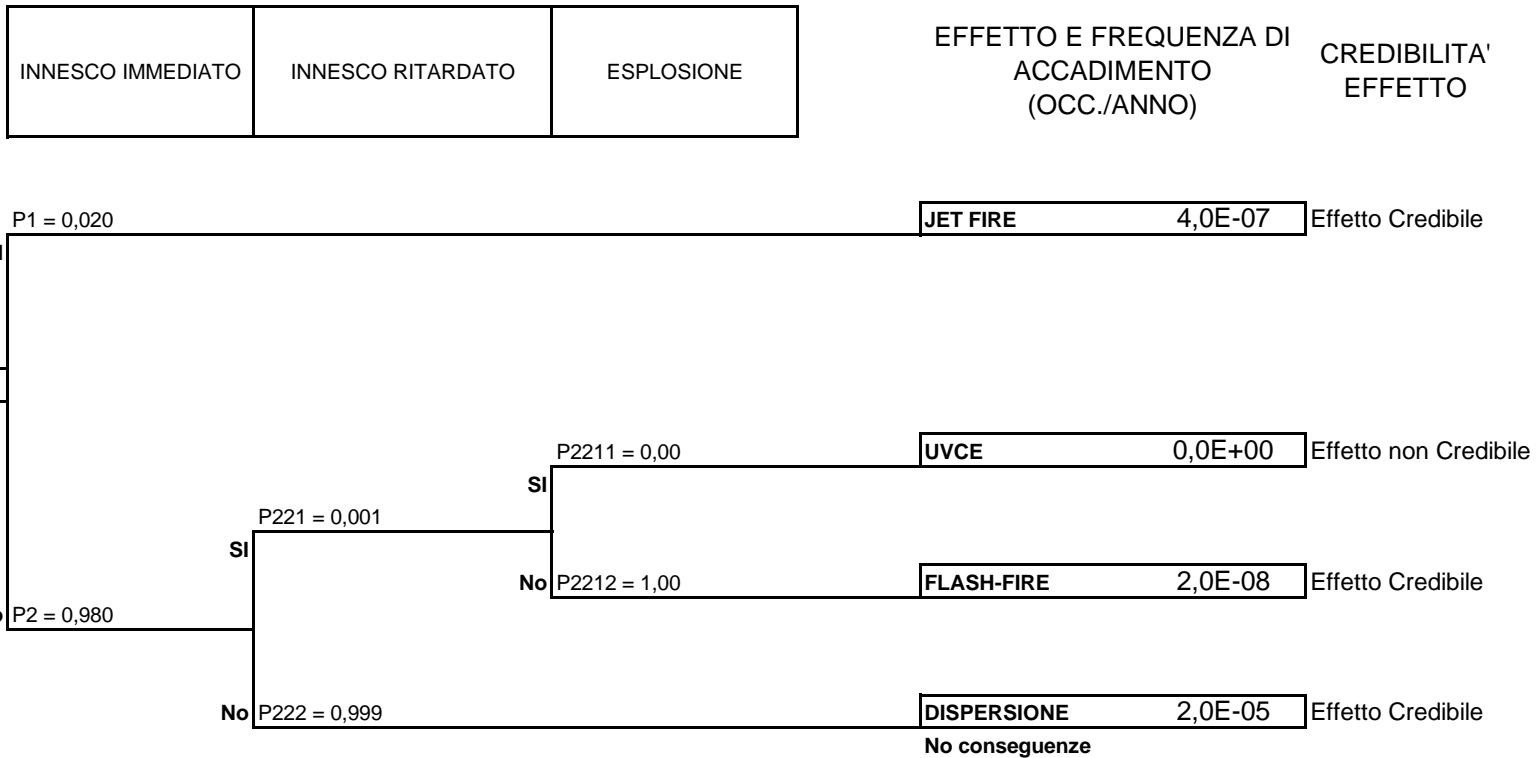 INNESCO IMMEDIATO INNESCO RITARDATO ESPLOSIONE
EFFETTO E FREQUENZA DI
ACCADIMENTO
(OCC./ANNO)
CREDIBILITA'
EFFETTO
P1 = 0,020
JET FIRE 4,0E-07 Effetto Credibile
P2211 = 0,00
UVCE 0,0E+00 Effetto non Credibile
SI
P221 = 0,001
SI
No P2212 = 1,00
FLASH-FIRE 2,0E-08 Effetto Credibile
P2 = 0,980
No P222 = 0,999
DISPERSIONE 2,0E-05 Effetto Credibile
No conseguenze